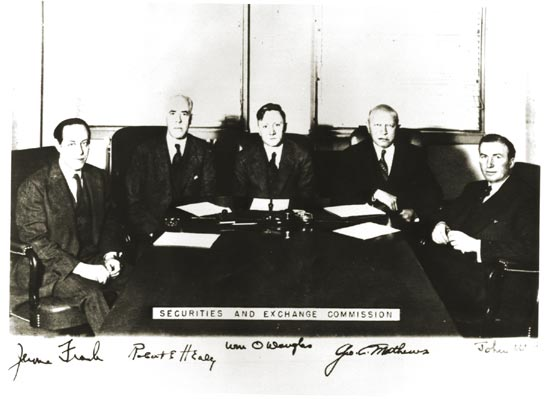 SECURITIES AND EXCHANGE COMMISSION
Jerome Frank Robert E Healy Wm O Douglas Geo. C. Mathews John W